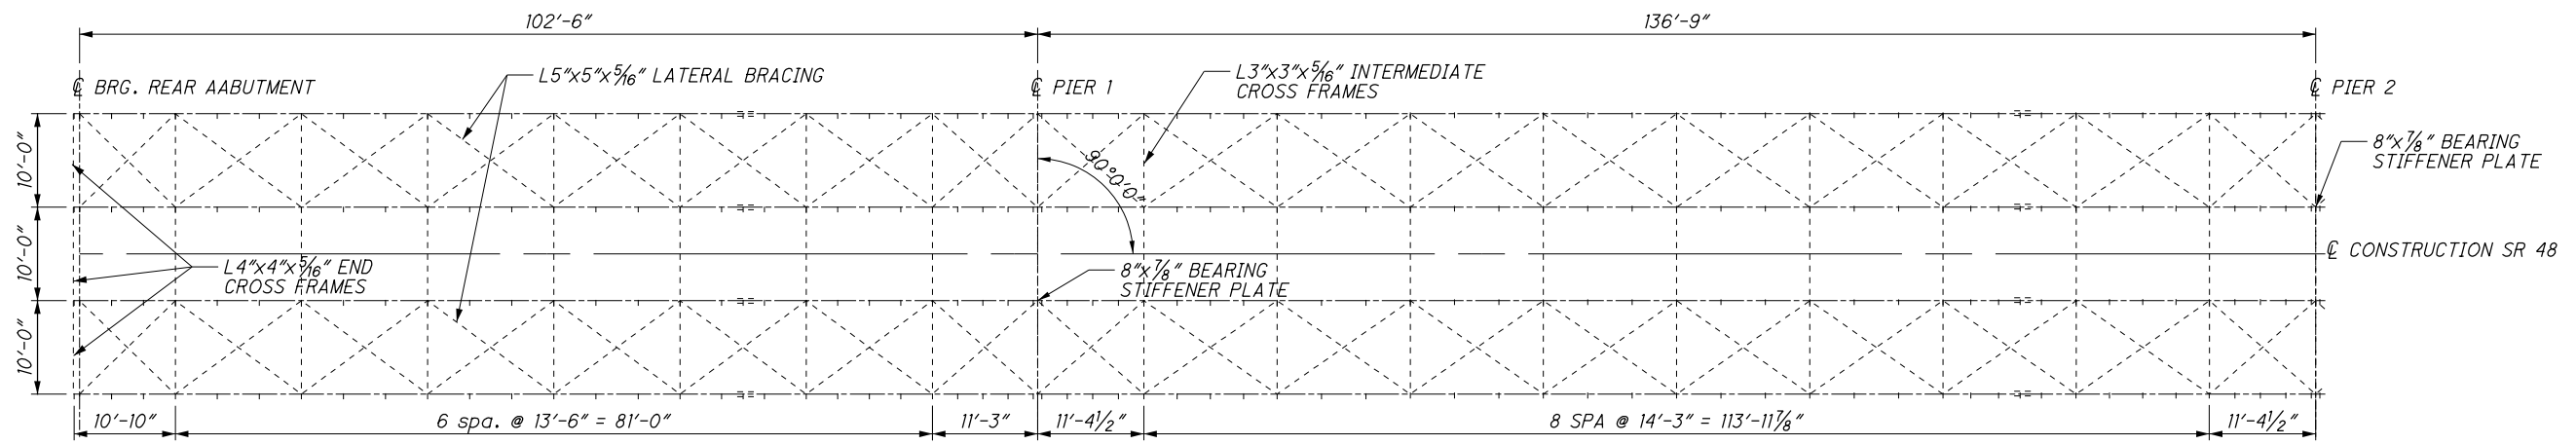 102'-6"
136'-9"
L5"x5"x5/16" LATERAL BRACING
L3"x3"x5/16" INTERMEDIATE
CROSS FRAMES
℄ BRG. REAR AABUTMENT
℄ PIER 1
℄ PIER 2
10'-0"
10'-0"
10'-0"
90°0'0"
8"x7/8" BEARING
STIFFENER PLATE
℄ CONSTRUCTION SR 48
L4"x4"x5/16" END
CROSS FRAMES
8"x7/8" BEARING
STIFFENER PLATE
10'-10"
6 spa. @ 13'-6" = 81'-0"
11'-3"
11'-4½"
8 SPA @ 14'-3" = 113'-11⅞"
11'-4½"